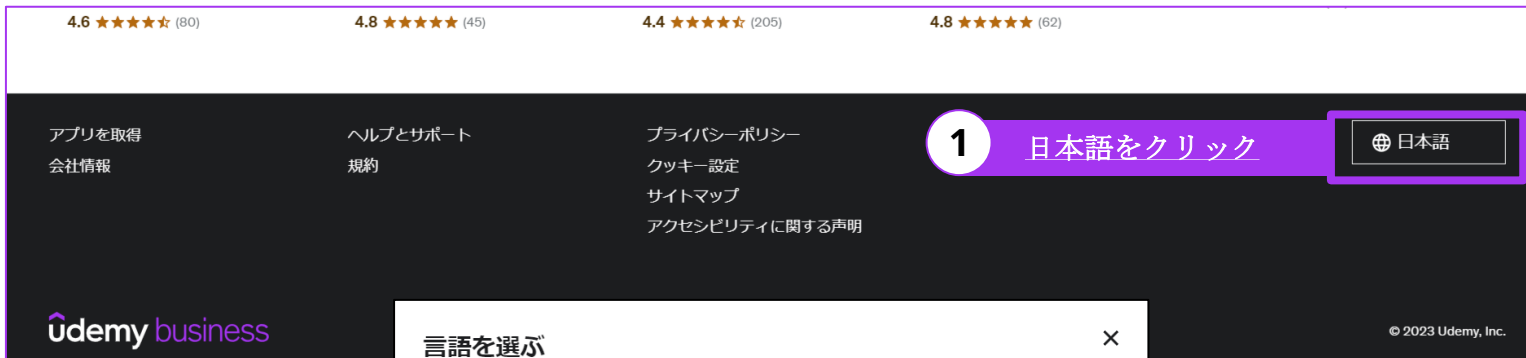 4.6 ★★★★⯪ (80)
4.8 ★★★★★ (45)
4.4 ★★★★⯪ (205)
4.8 ★★★★★ (62)
アプリを取得
会社情報
ヘルプとサポート
規約
プライバシーポリシー
クッキー設定
サイトマップ
アクセシビリティに関する声明
1 日本語をクリック
日本語
ûdemy business
言語を選ぶ ×
© 2023 Udemy, Inc.